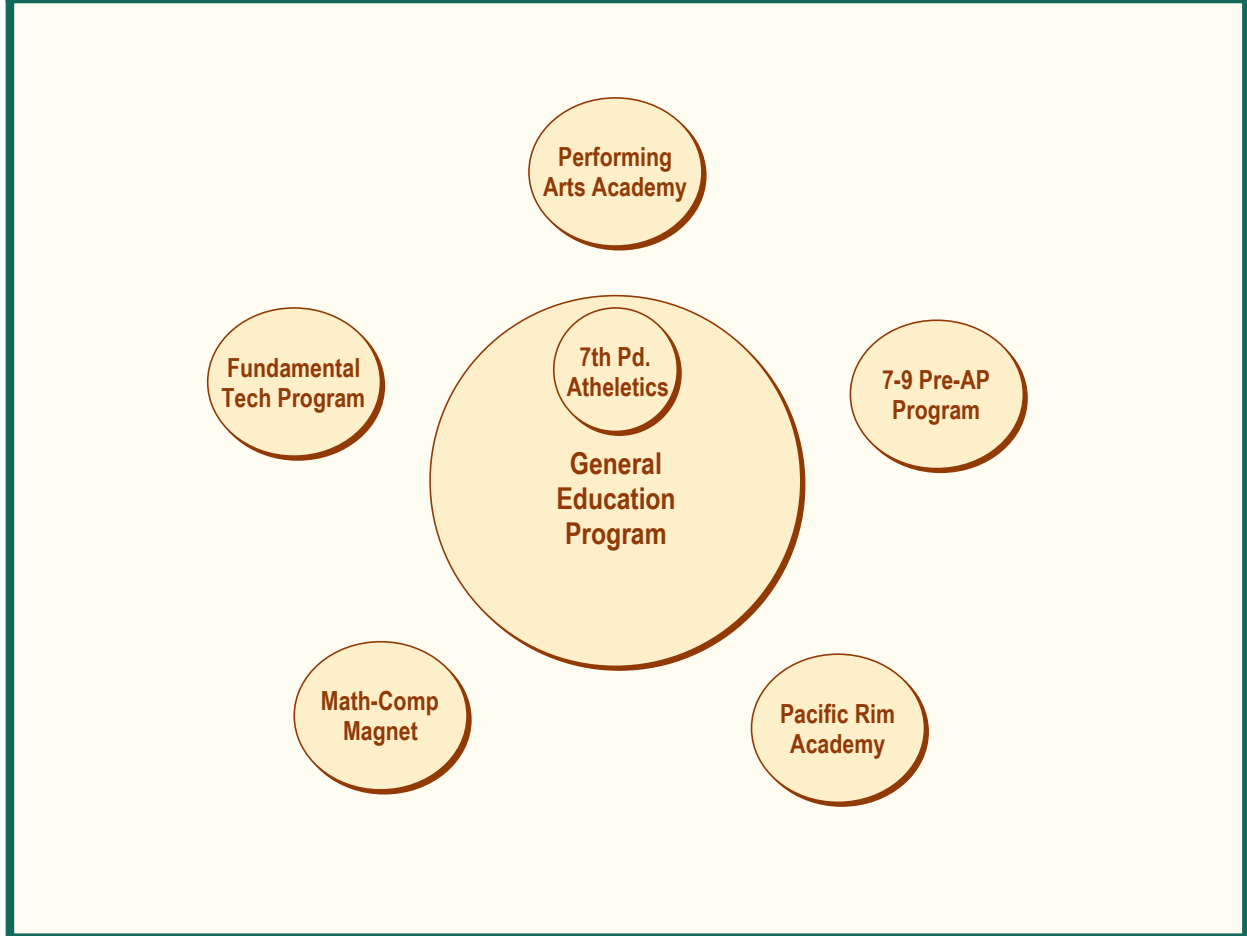 Performing
Arts Academy
Fundamental
Tech Program
7th Pd.
Atheletics
7-9 Pre-AP
Program
General
Education
Program
Math-Comp
Magnet
Pacific Rim
Academy